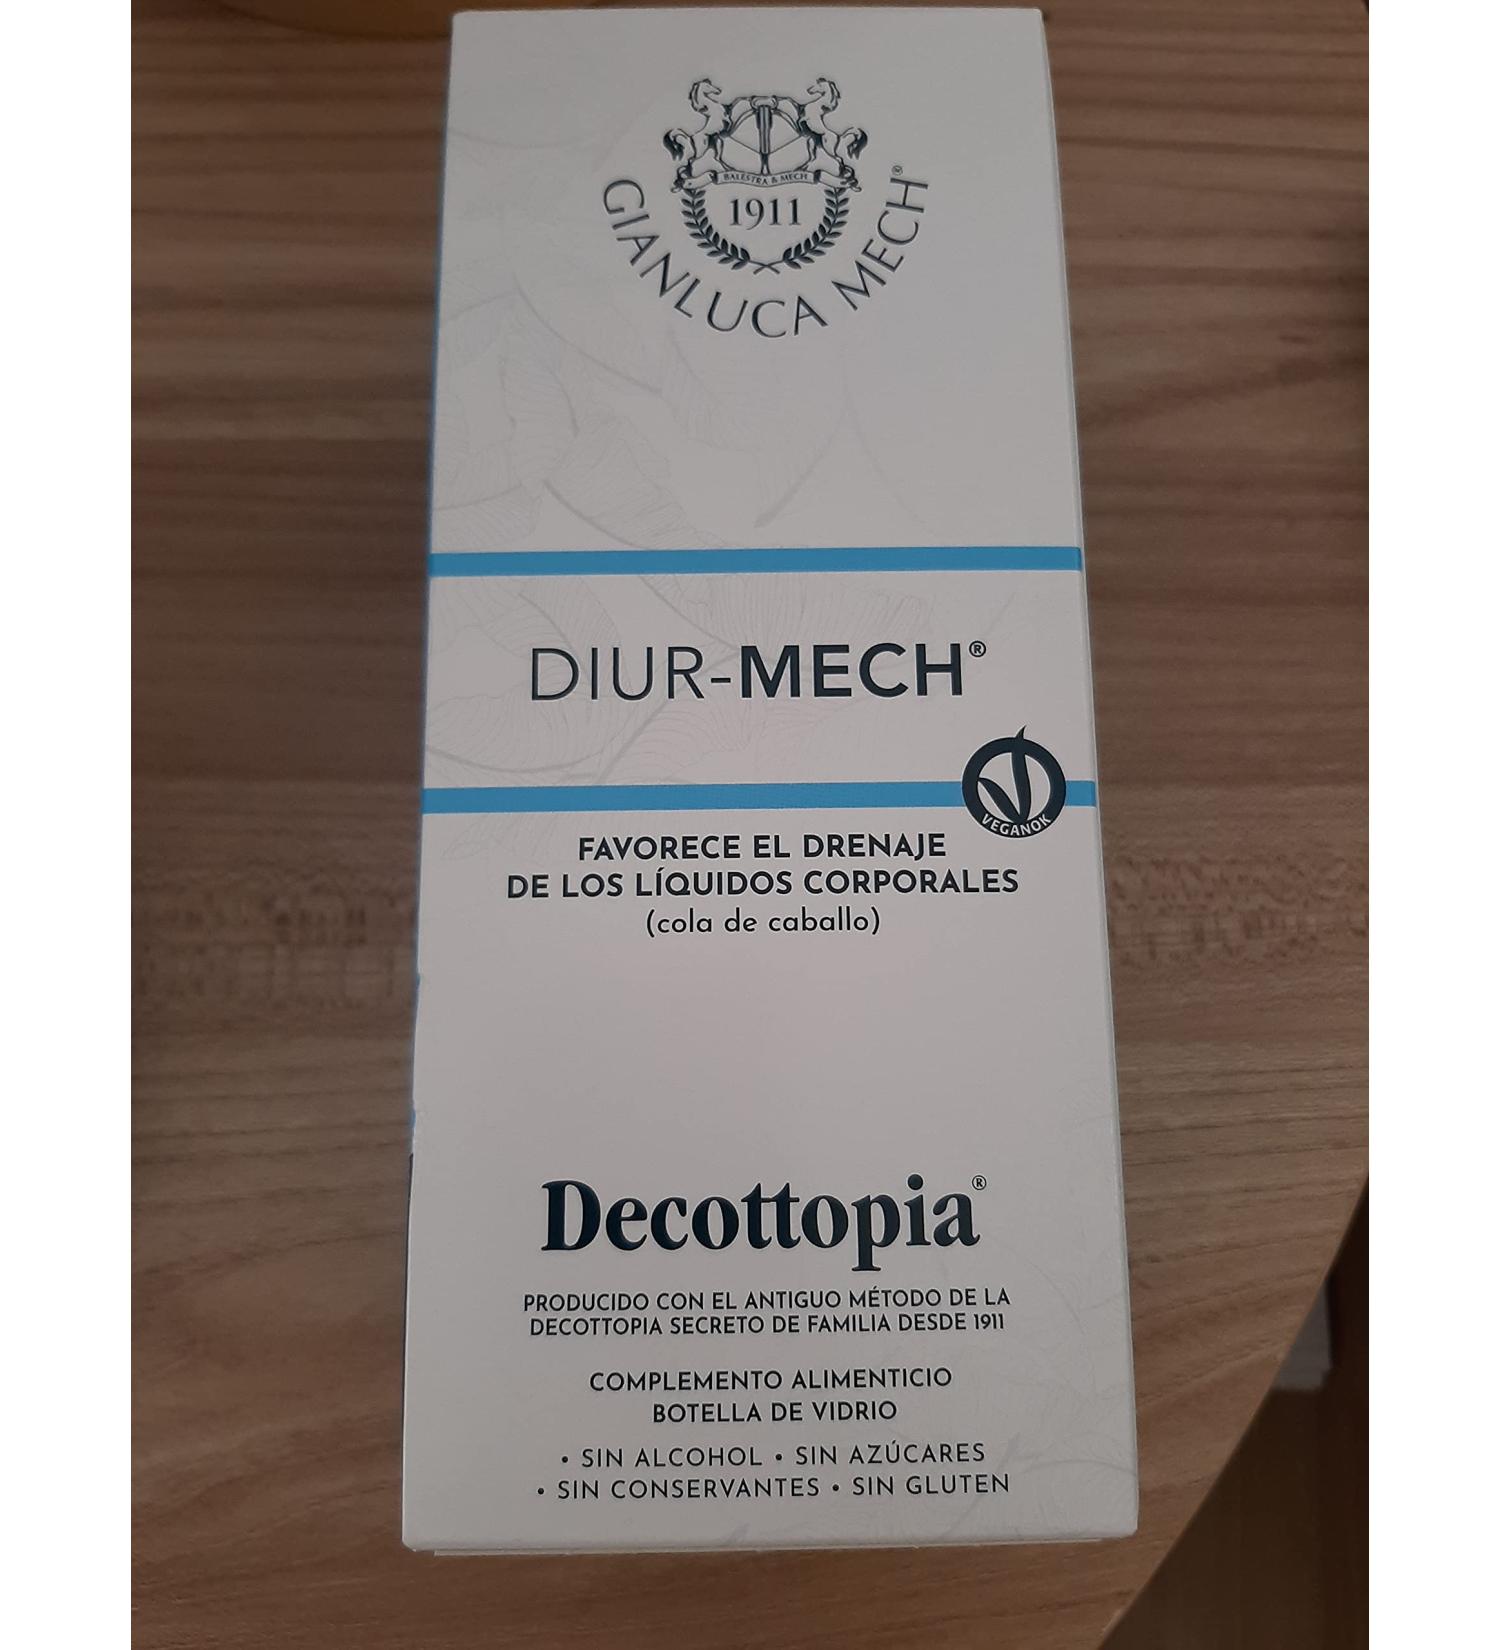 BALESTRA & MECH
1911
GIANLUCA MECH®
DIUR-MECH®
VEGANOK
FAVORECE EL DRENAJE
DE LOS LÍQUIDOS CORPORALES
(cola de caballo)
Decottopia®
PRODUCIDO CON EL ANTIGUO MÉTODO DE LA
DECOTTOPIA SECRETO DE FAMILIA DESDE 1911
COMPLEMENTO ALIMENTICIO
BOTELLA DE VIDRIO
• SIN ALCOHOL • SIN AZÚCARES
• SIN CONSERVANTES • SIN GLUTEN